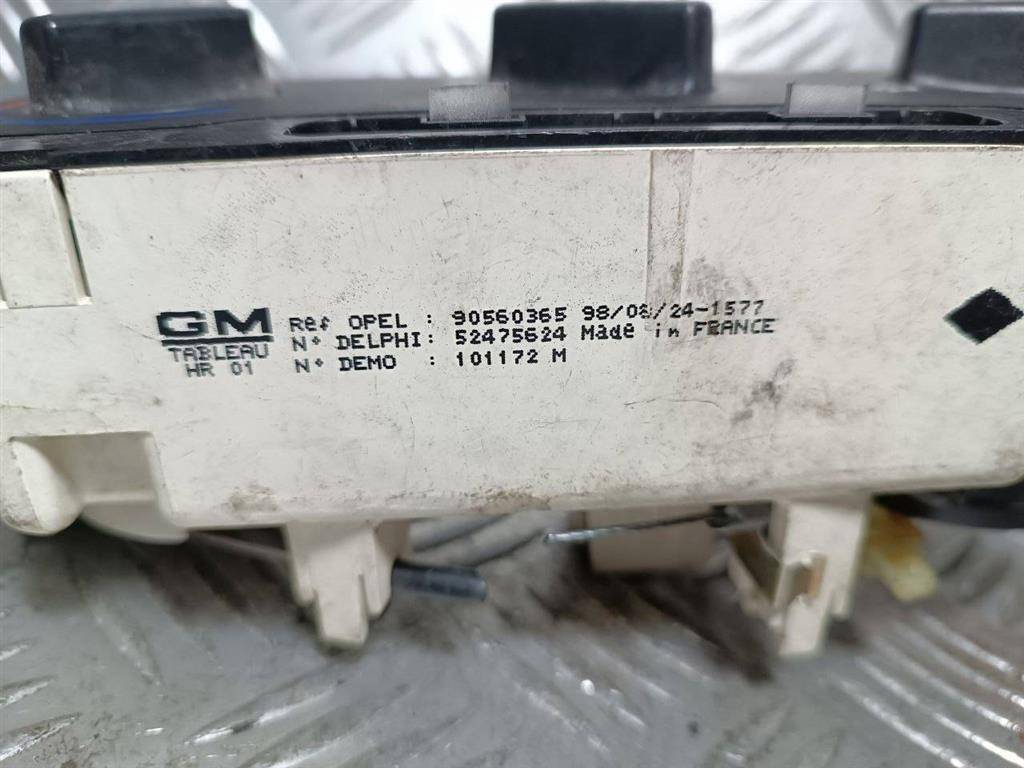 GM
TABLEAU
HR 01
Ref OPEL : 90560365 98/08/24-1577
N° DELPHI: 52475624 Made in FRANCE
N° DEMO : 101172 M